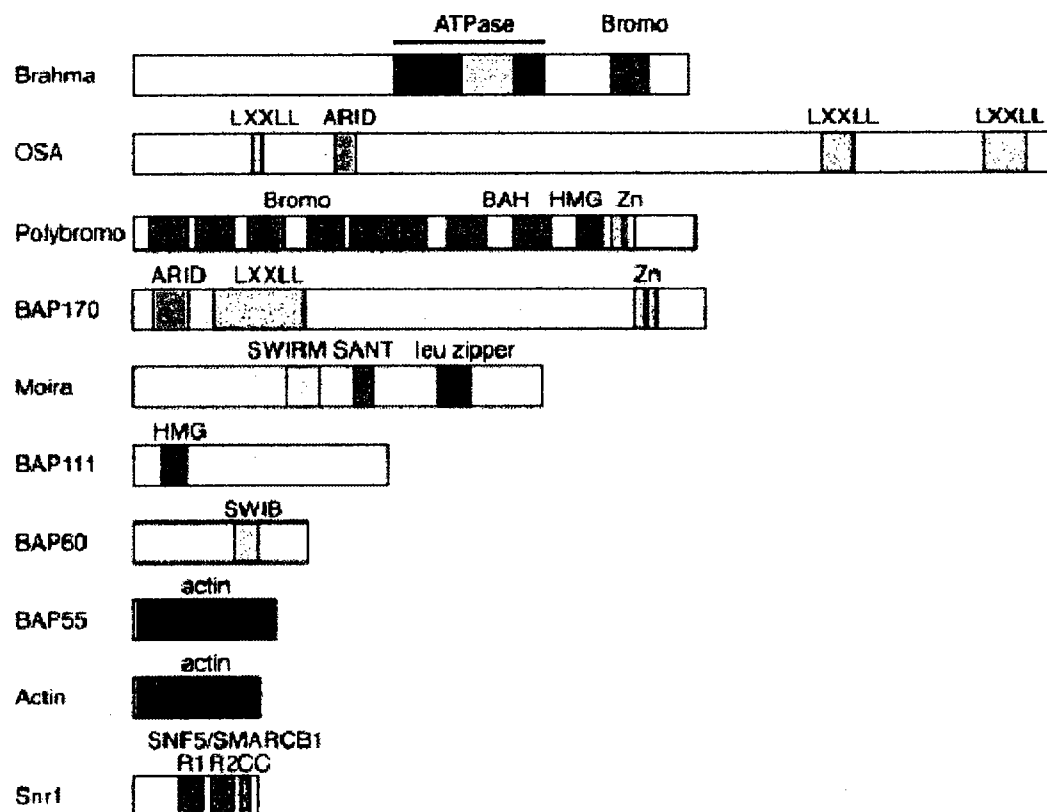 ATPase Bromo
Brahma
LXXLL ARID LXXLL LXXLL
OSA
Bromo BAH HMG Zn
Polybromo
ARID LXXLL Zn
BAP170
SWIRM SANT leu zipper
Moira
HMG
BAP111
SWIB
BAP60
actin
BAP55
actin
Actin
SNF5/SMARCB1
R1 R2 CC
Snr1